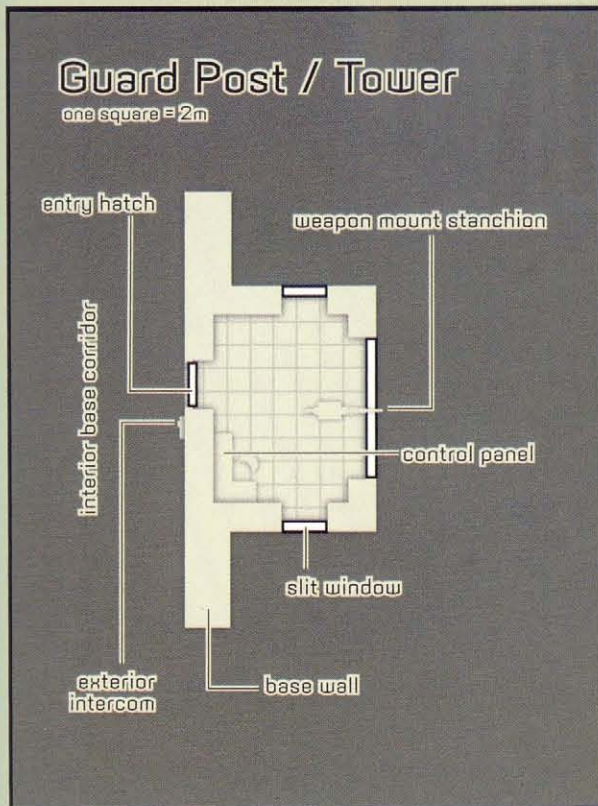 Guard Post / Tower
one square = 2m
entry hatch
weapon mount stanchion
interior base corridor
control panel
slit window
exterior
intercom
base wall